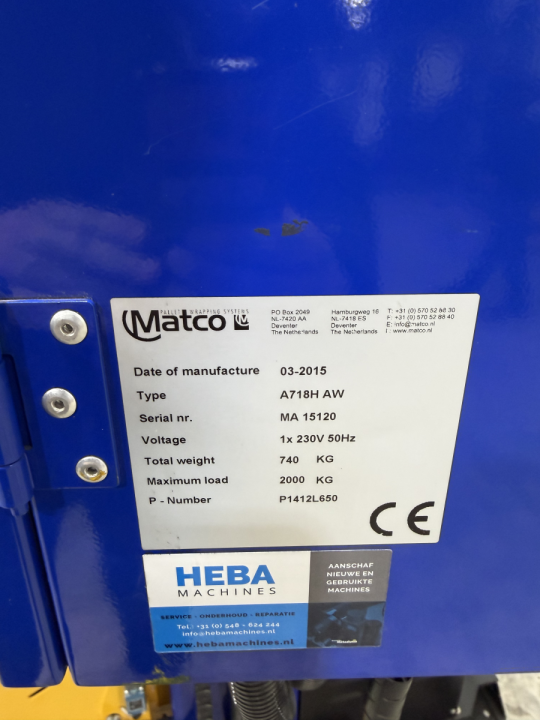 PALLET WRAPPING SYSTEMS
Matco M
PO Box 2049
NL-7420 AA
Deventer
The Netherlands
Hamburgweg 16
NL-7418 ES
Deventer
The Netherlands
T: +31 (0) 570 52 86 30
F: +31 (0) 570 52 88 40
E: info@matco.nl
I : www.matco.nl
Date of manufacture 03-2015
Type A718H AW
Serial nr. MA 15120
Voltage 1x 230V 50Hz
Total weight 740 KG
Maximum load 2000 KG
P - Number P1412L650
CE
HEBA
MACHINES
AANSCHAF
NIEUWE EN
GEBRUIKTE
MACHINES
SERVICE - ONDERHOUD - REPARATIE
Tel.: +31 (0) 548 - 624 244
info@hebamachines.nl
www.hebamachines.nl